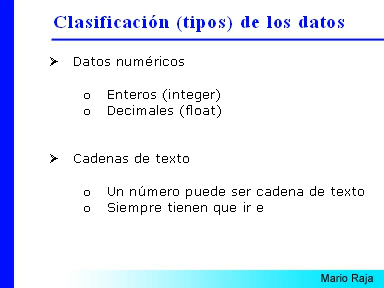 Clasificación (tipos) de los datos
Datos numéricos
o Enteros (integer)
o Decimales (float)
Cadenas de texto
o Un número puede ser cadena de texto
o Siempre tienen que ir e
Mario Raja